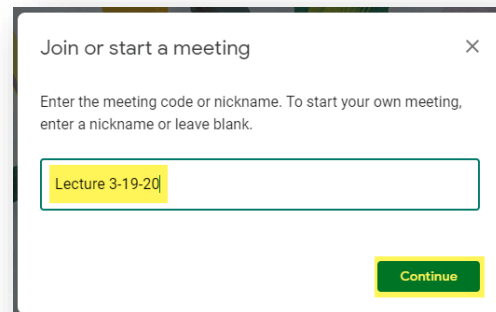 Join or start a meeting
Enter the meeting code or nickname. To start your own meeting,
enter a nickname or leave blank.
Lecture 3-19-20
Continue